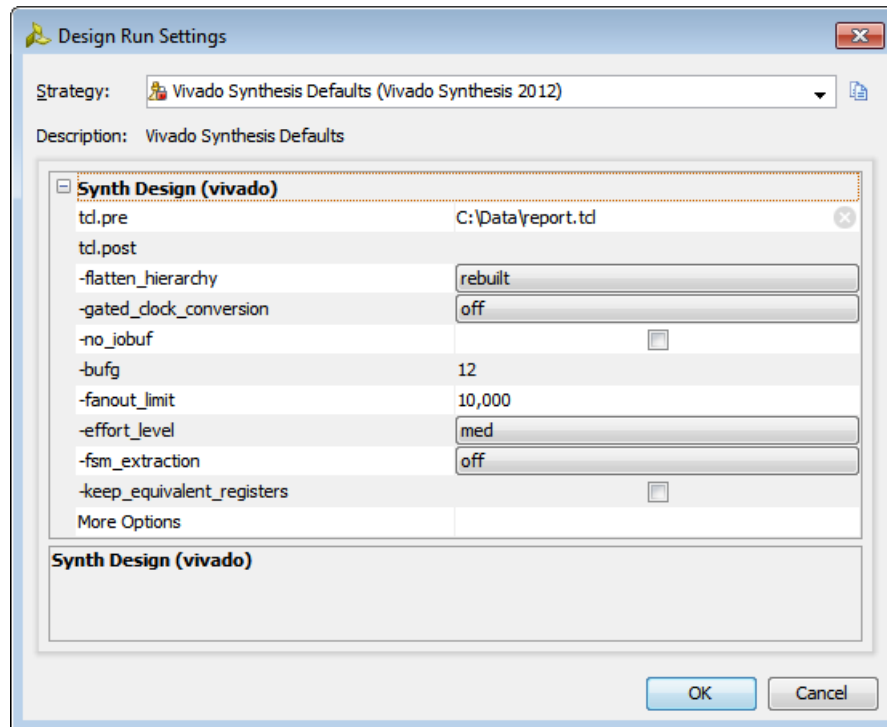 Design Run Settings
Strategy: Vivado Synthesis Defaults (Vivado Synthesis 2012)
Description: Vivado Synthesis Defaults
Synth Design (vivado)
tcl.pre C:\Data\report.tcl
tcl.post
-flatten_hierarchy rebuilt
-gated_clock_conversion off
-no_iobuf
-bufg 12
-fanout_limit 10,000
-effort_level med
-fsm_extraction off
-keep_equivalent_registers
More Options
Synth Design (vivado)
OK Cancel